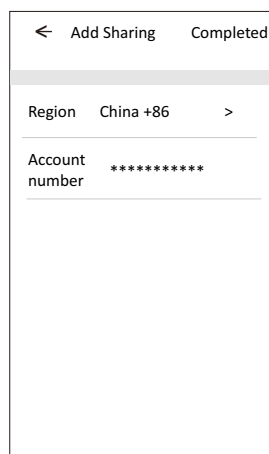 ← Add Sharing Completed
Region China +86 >
Account
number ***********